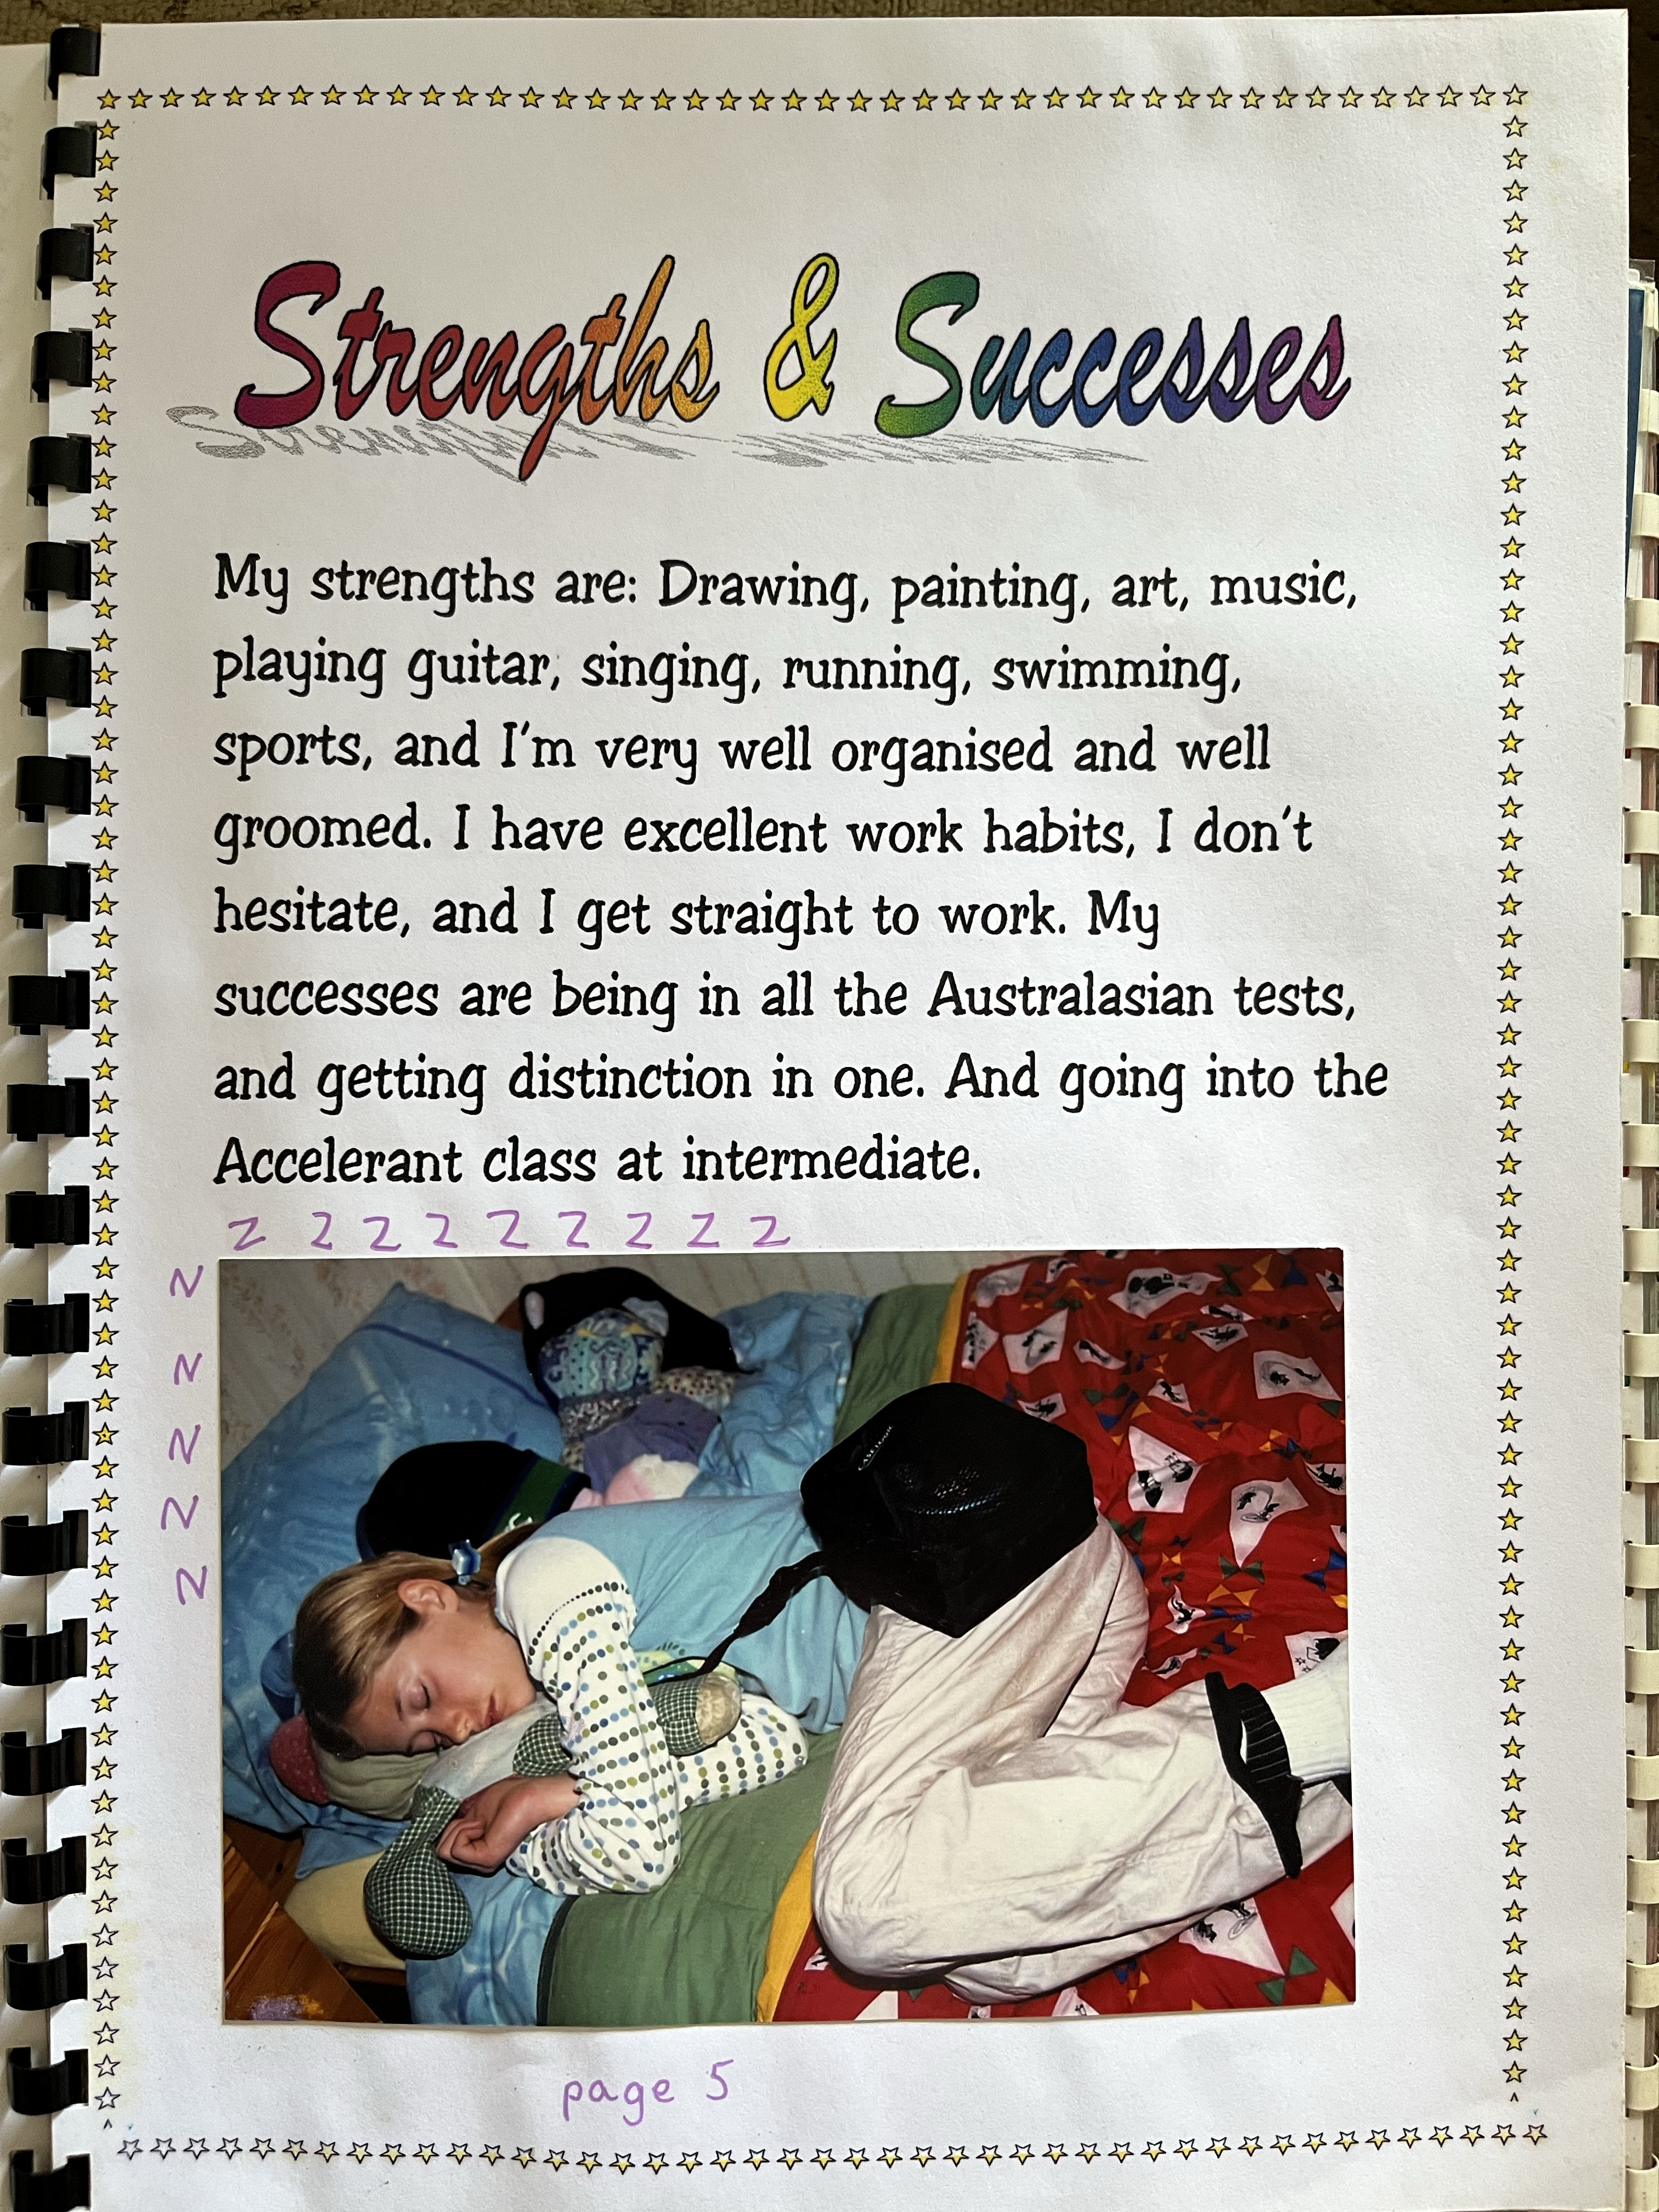 Strengths & Successes
My strengths are: Drawing, painting, art, music,
playing guitar, singing, running, swimming,
sports, and I'm very well organised and well
groomed. I have excellent work habits, I don't
hesitate, and I get straight to work. My
successes are being in all the Australasian tests,
and getting distinction in one. And going into the
Accelerant class at intermediate.
z z z z z z z z z
z
z
z
z
z
page 5